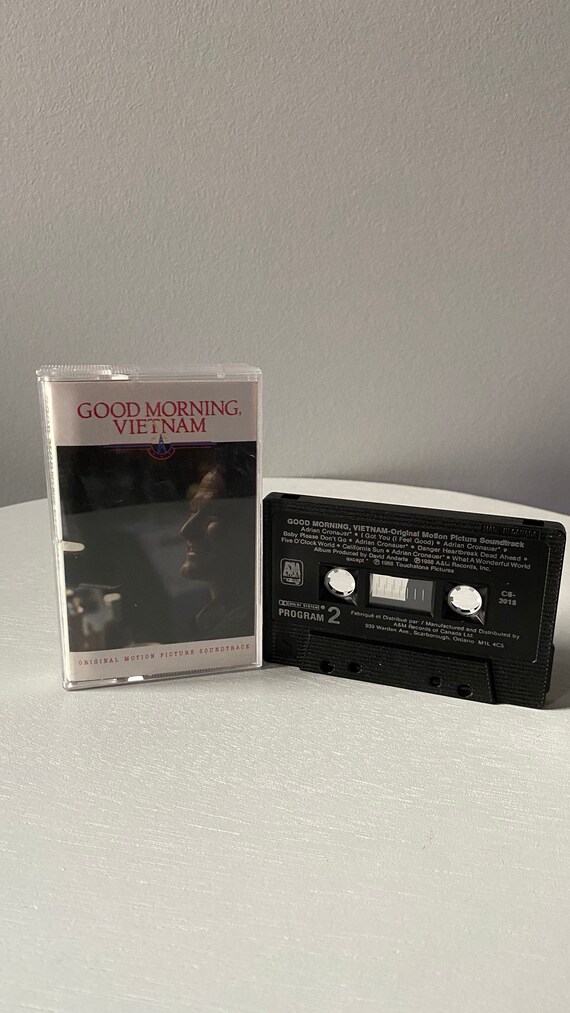 GOOD MORNING,
VIETNAM
ORIGINAL MOTION PICTURE SOUNDTRACK
GOOD MORNING, VIETNAM-Original Motion Picture Soundtrack
Adrian Cronauer* • I Got You (I Feel Good) • Adrian Cronauer* •
Baby Please Don't Go • Adrian Cronauer* • Danger Heartbreak Dead Ahead •
Five O'Clock World • California Sun • Adrian Cronauer* • What A Wonderful World
Album Produced by David Anderle ℗1988 A&M Records, Inc.
except * ℗ 1988 Touchstone Pictures
A&M
CS-
3913
DOLBY SYSTEM
PROGRAM 2
Fabriqué et Distribué par / Manufactured and Distributed by
A&M Records of Canada Ltd.
939 Warden Ave., Scarborough, Ontario M1L 4C5